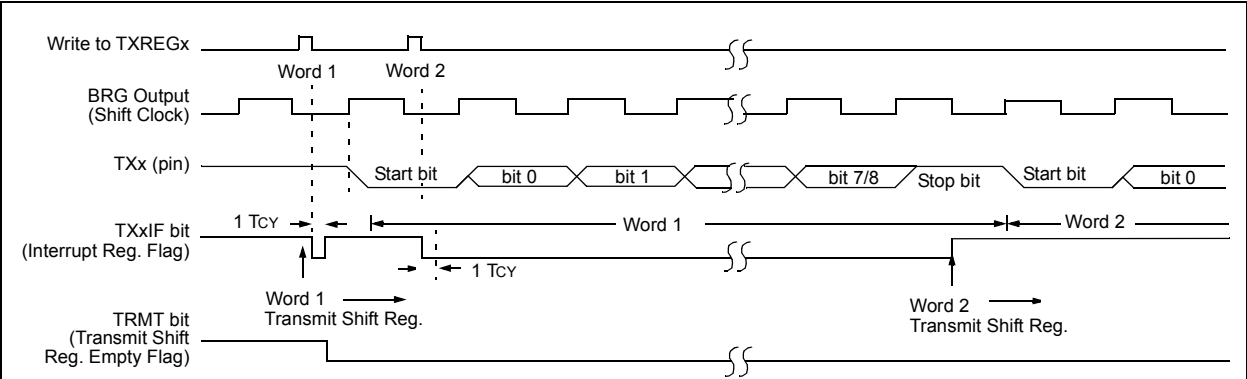 Write to TXREGx
Word 1 Word 2
BRG Output
(Shift Clock)
TXx (pin)
Start bit bit 0 bit 1 bit 7/8 Stop bit Start bit bit 0
1 TCY Word 1 Word 2
TXxIF bit
(Interrupt Reg. Flag)
1 TCY
Word 1
Transmit Shift Reg.
Word 2
Transmit Shift Reg.
TRMT bit
(Transmit Shift
Reg. Empty Flag)